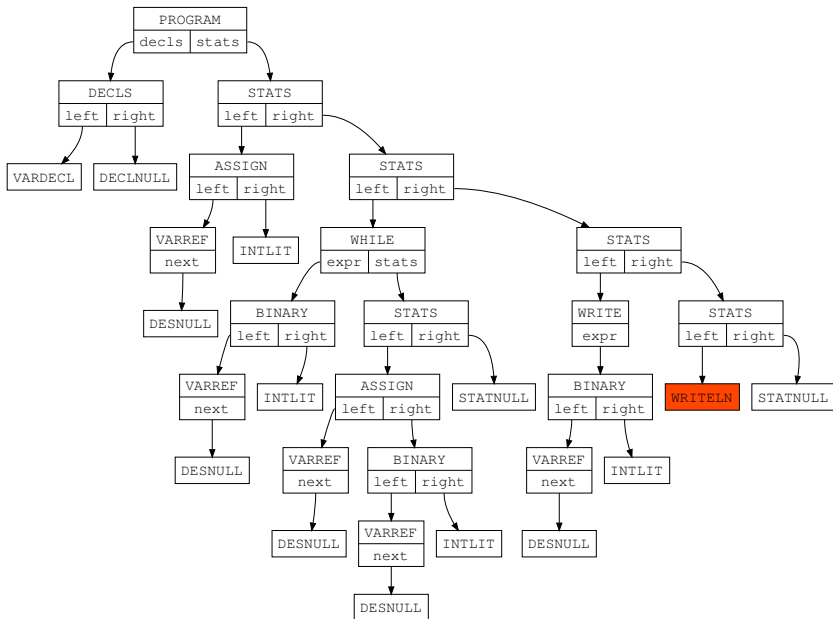 PROGRAM
decls stats
DECLS STATS
left right left right
VARDECL DECLNULL ASSIGN STATS
left right left right
VARREF INTLIT WHILE STATS
next expr stats left right
DESNULL BINARY STATS WRITE STATS
left right left right expr left right
VARREF INTLIT ASSIGN STATNULL BINARY WRITELN STATNULL
next left right left right
DESNULL VARREF BINARY VARREF INTLIT
next left right next
DESNULL VARREF INTLIT DESNULL
next
DESNULL